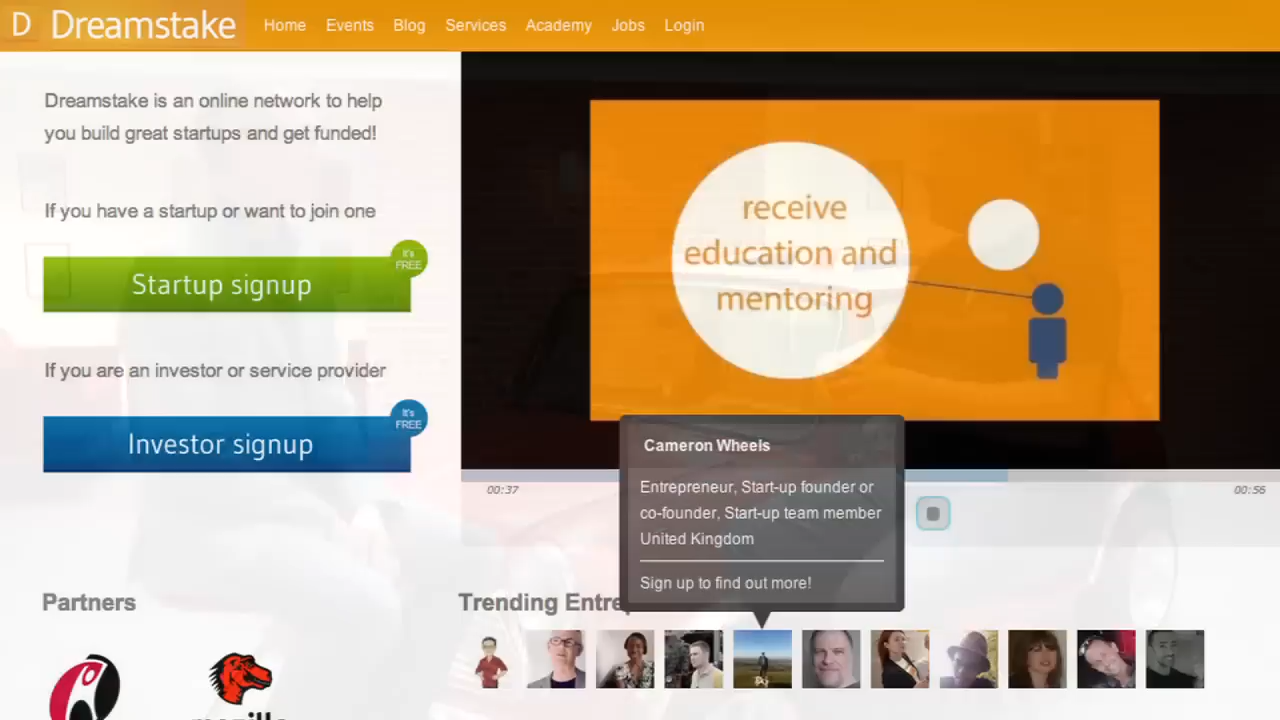 D Dreamstake Home Events Blog Services Academy Jobs Login
Dreamstake is an online network to help
you build great startups and get funded!
If you have a startup or want to join one
It's
FREE
Startup signup
If you are an investor or service provider
It's
FREE
Investor signup
receive
education and
mentoring
00:37
00:56
Cameron Wheels
Entrepreneur, Start-up founder or
co-founder, Start-up team member
United Kingdom
Sign up to find out more!
Partners
Trending Entre
mozilla